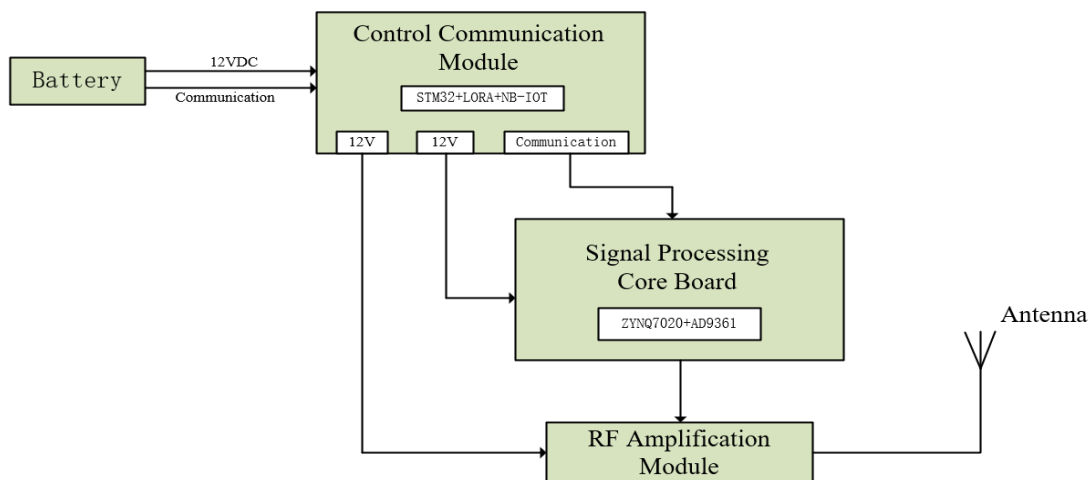 Control Communication
Module
Battery
12VDC
Communication
STM32+LORA+NB-IOT
12V
12V
Communication
Signal Processing
Core Board
ZYNQ7020+AD9361
Antenna
RF Amplification
Module